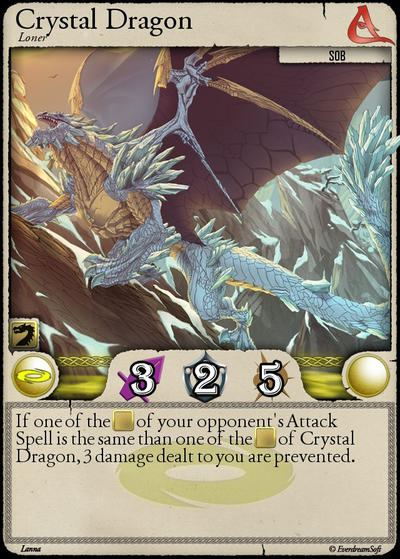 Crystal Dragon
Loner
A
SOB
3 2 5
If one of the of your opponent's Attack
Spell is the same than one of the of Crystal
Dragon, 3 damage dealt to you are prevented.
Lanna
© EverdreamSoft